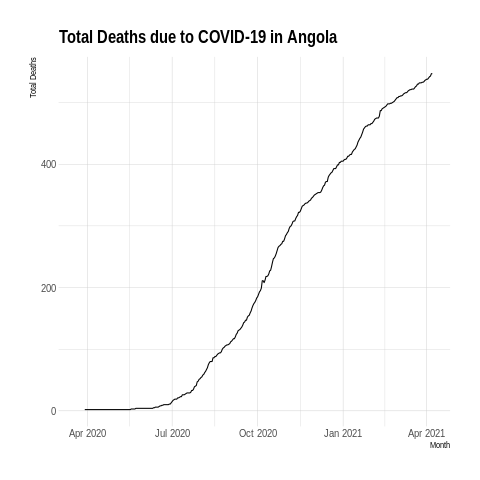 Total Deaths due to COVID-19 in Angola
Total Deaths
400
200
0
Apr 2020 Jul 2020 Oct 2020 Jan 2021 Apr 2021
Month